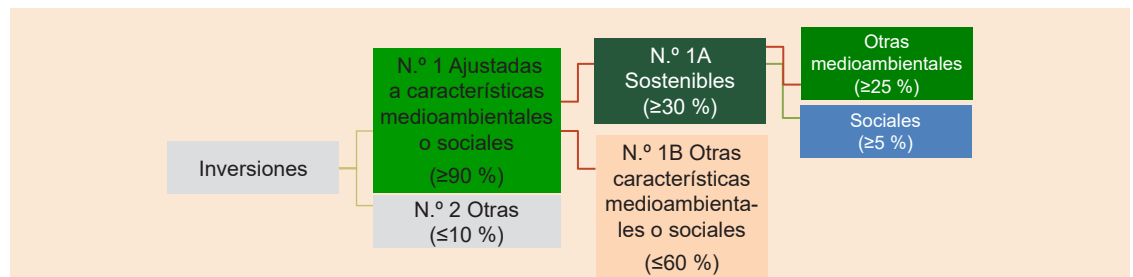 Inversiones
N.º 1 Ajustadas
a características
medioambientales
o sociales
(≥90 %)
N.º 2 Otras
(≤10 %)
N.º 1A
Sostenibles
(≥30 %)
N.º 1B Otras
características
medioambienta-
les o sociales
(≤60 %)
Otras
medioambientales
(≥25 %)
Sociales
(≥5 %)